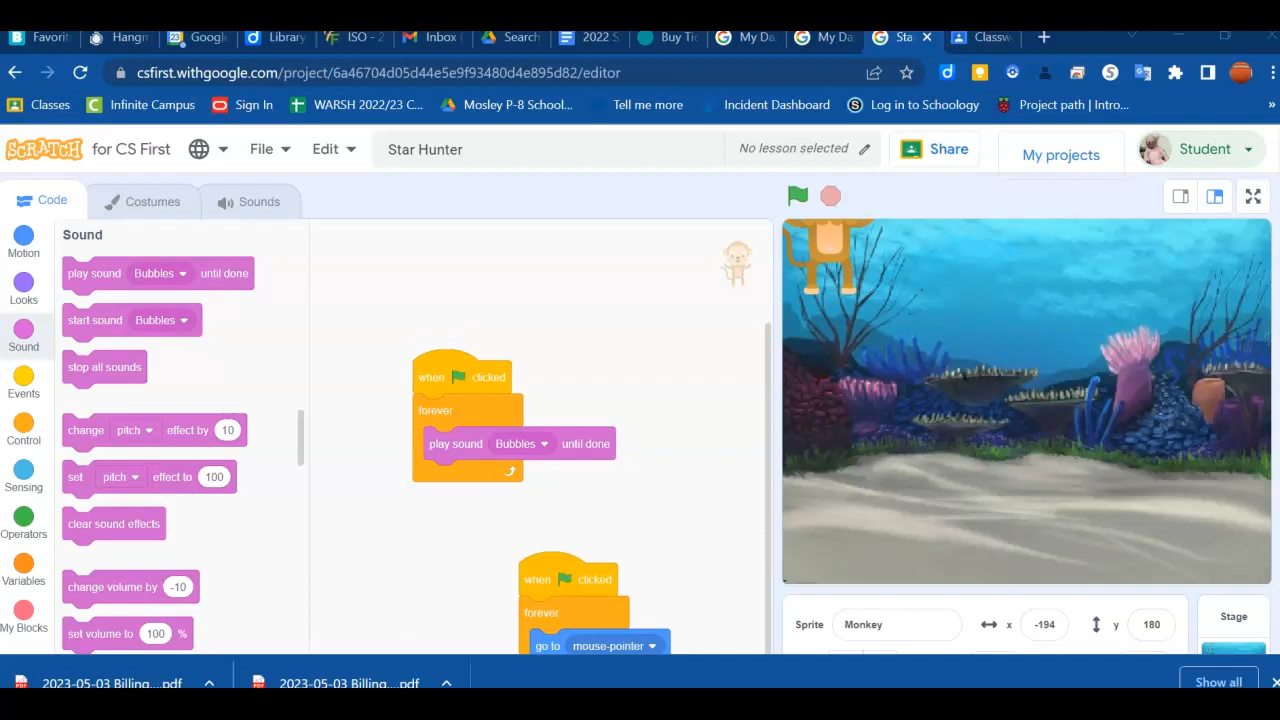 Favorit Hangn Googl Library ISO - 2 Inbox ( Search 2022 S Buy Tic My Da My Da Sta Classw
csfirst.withgoogle.com/project/6a46704d05d44e5e9f93480d4e895d82/editor
Classes Infinite Campus Sign In WARSH 2022/23 C... Mosley P-8 School... Tell me more Incident Dashboard Log in to Schoology Project path | Intro... »
SCRATCH for CS First File Edit Star Hunter No lesson selected Share My projects Student
Code Costumes Sounds
Motion
Looks
Sound
Events
Control
Sensing
Operators
Variables
My Blocks
Sound
play sound Bubbles until done
start sound Bubbles
stop all sounds
change pitch effect by 10
set pitch effect to 100
clear sound effects
change volume by -10
set volume to 100 %
when clicked
forever
play sound Bubbles until done
when clicked
forever
go to mouse-pointer
Sprite Monkey x -194 y 180
Stage
2023-05-03 Billing....pdf 2023-05-03 Billing....pdf Show all